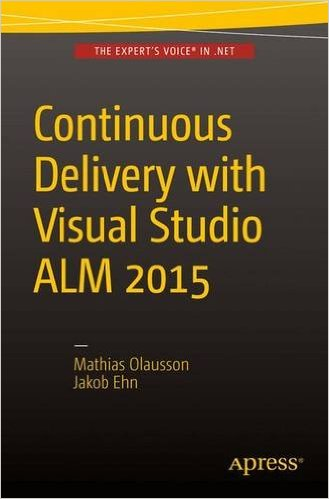 THE EXPERT'S VOICE® IN .NET
Continuous
Delivery with
Visual Studio
ALM 2015
Mathias Olausson
Jakob Ehn
Apress®